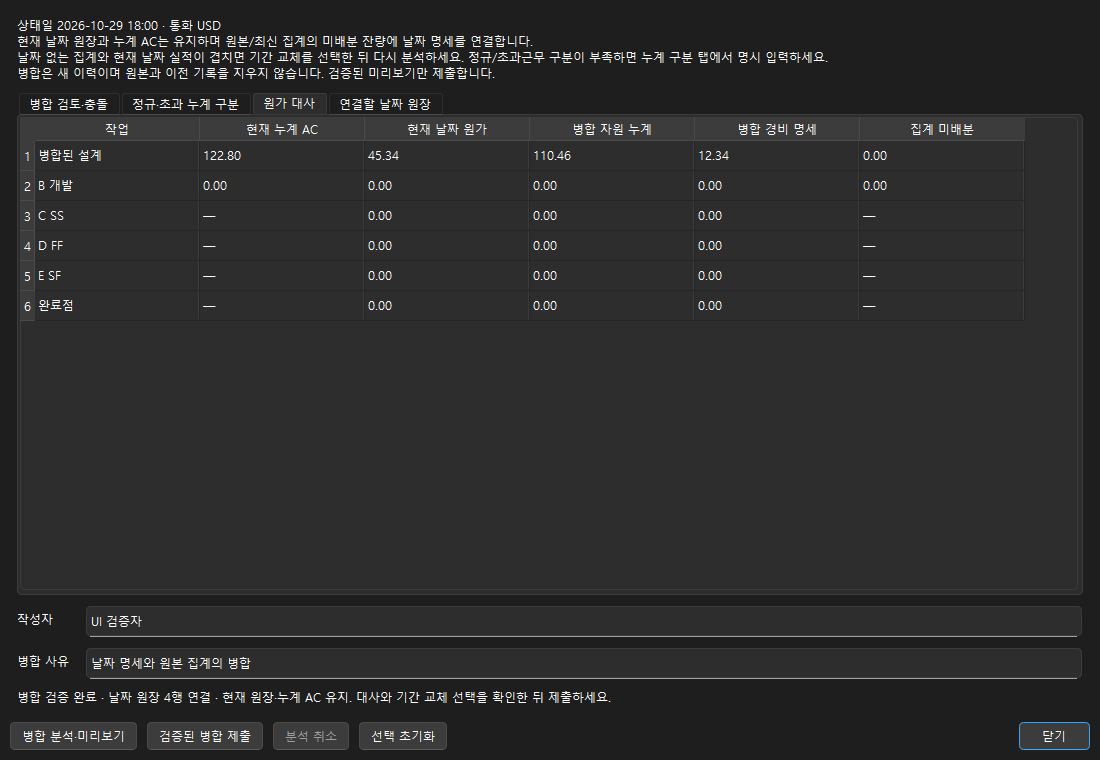 상태일 2026-10-29 18:00 · 통화 USD
현재 날짜 원장과 누계 AC는 유지하며 원본/최신 집계의 미배분 잔량에 날짜 명세를 연결합니다.
날짜 없는 집계와 현재 날짜 실적이 겹치면 기간 교체를 선택한 뒤 다시 분석하세요. 정규/초과근무 구분이 부족하면 누계 구분 탭에서 명시 입력하세요.
병합은 새 이력이며 원본과 이전 기록을 지우지 않습니다. 검증된 미리보기만 제출합니다.
병합 검토·충돌 정규·초과 누계 구분 원가 대사 연결할 날짜 원장
작업 현재 누계 AC 현재 날짜 원가 병합 자원 누계 병합 경비 명세 집계 미배분
1 병합된 설계 122.80 45.34 110.46 12.34 0.00
2 B 개발 0.00 0.00 0.00 0.00 0.00
3 C SS — 0.00 0.00 0.00 —
4 D FF — 0.00 0.00 0.00 —
5 E SF — 0.00 0.00 0.00 —
6 완료점 — 0.00 0.00 0.00 —
작성자 UI 검증자
병합 사유 날짜 명세와 원본 집계의 병합
병합 검증 완료 · 날짜 원장 4행 연결 · 현재 원장·누계 AC 유지. 대사와 기간 교체 선택을 확인한 뒤 제출하세요.
병합 분석·미리보기 검증된 병합 제출 분석 취소 선택 초기화 닫기